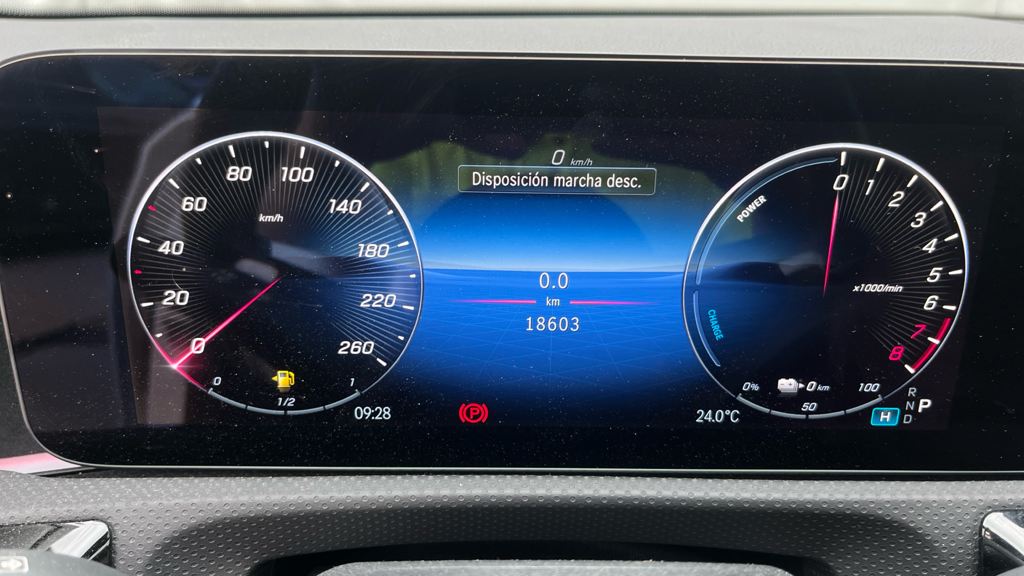 0 km/h
Disposición marcha desc.
0 20 40 60 80 100 140 180 220 260
km/h
0 1/2 1
09:28
0.0
km
18603
POWER
CHARGE
0 1 2 3 4 5 6 7 8
x1000/min
0 km
0% 50 100
24.0°C
H
R
N
D
P
(P)